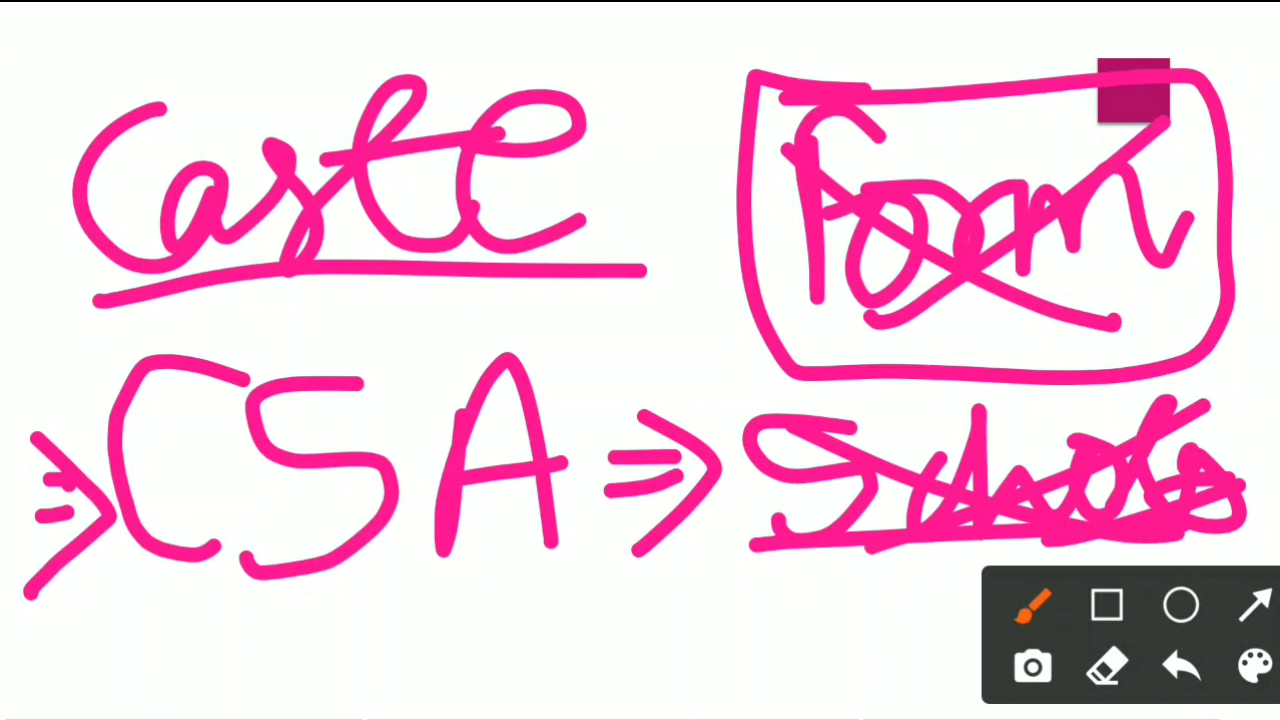 Caste Form
⇒ CSA ⇒